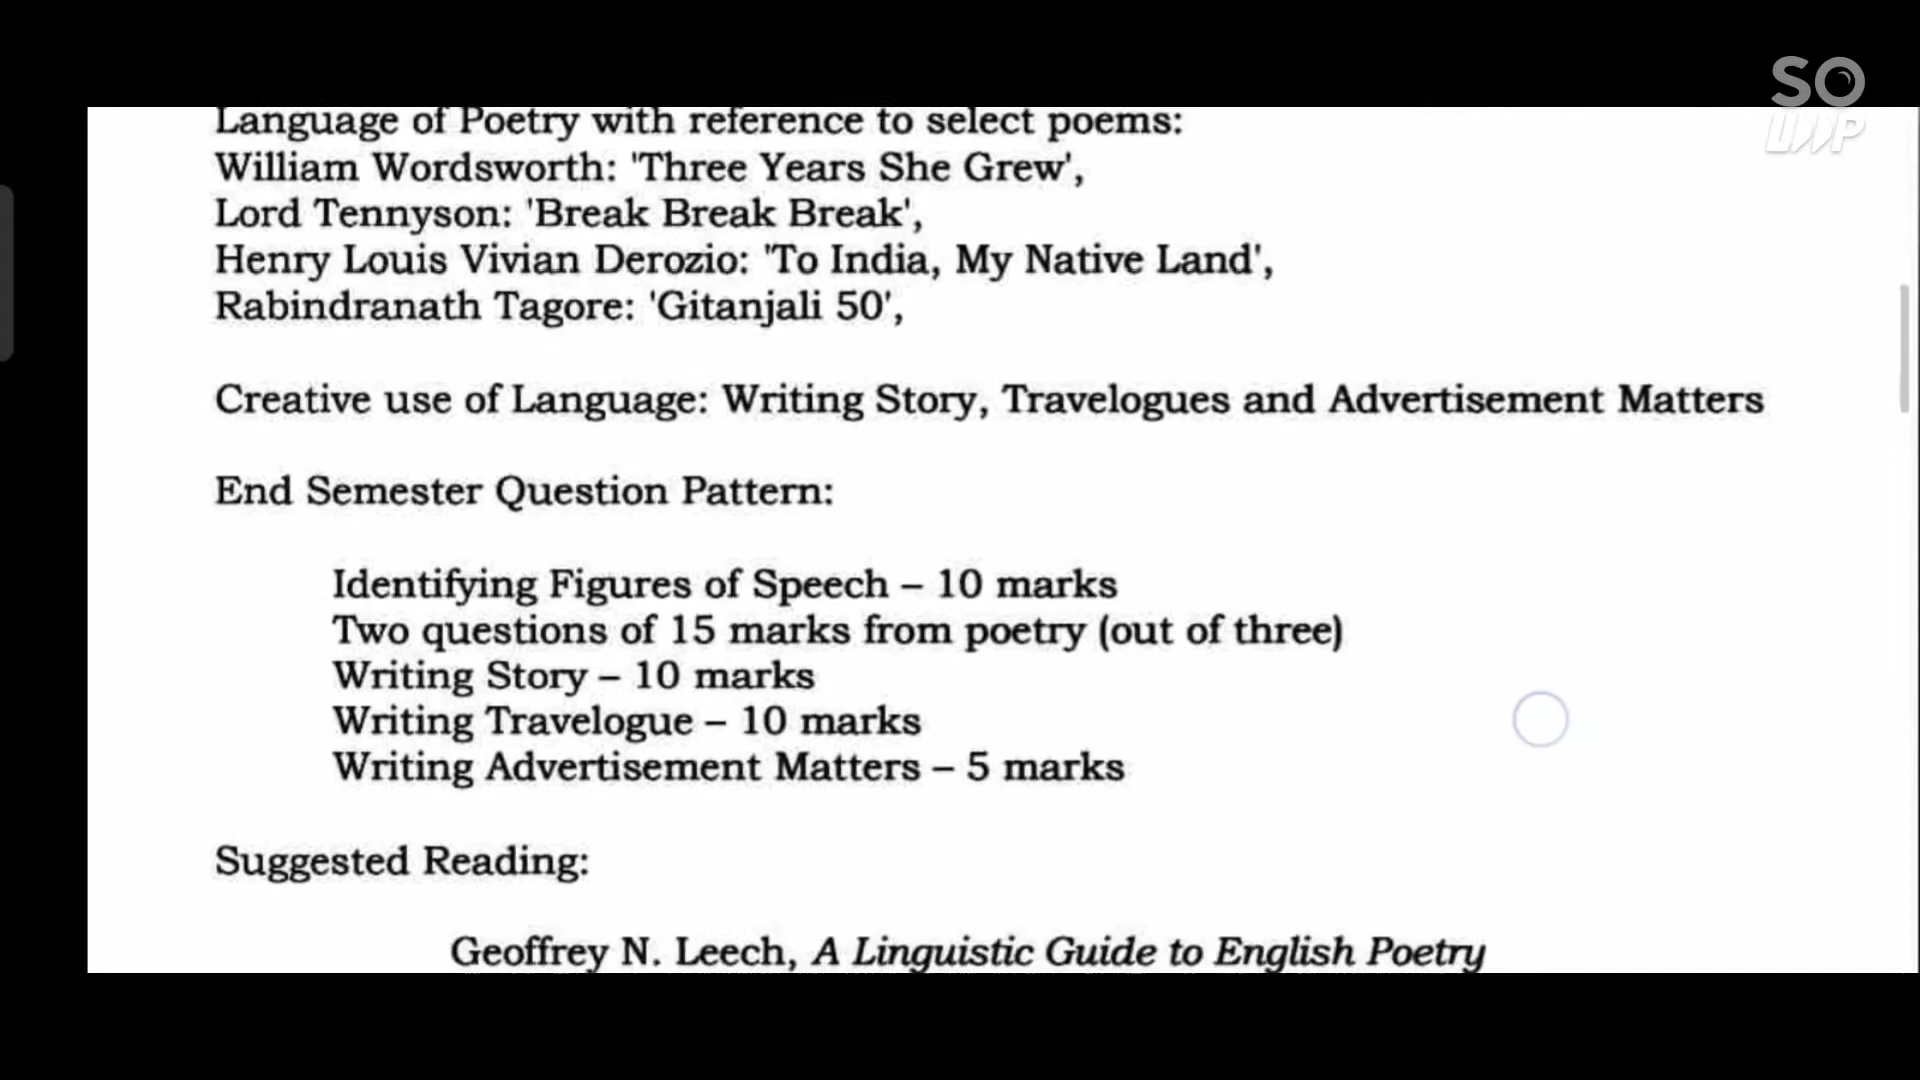 SO
Language of Poetry with reference to select poems:
William Wordsworth: 'Three Years She Grew',
Lord Tennyson: 'Break Break Break',
Henry Louis Vivian Derozio: 'To India, My Native Land',
Rabindranath Tagore: 'Gitanjali 50',
Creative use of Language: Writing Story, Travelogues and Advertisement Matters
End Semester Question Pattern:
Identifying Figures of Speech – 10 marks
Two questions of 15 marks from poetry (out of three)
Writing Story – 10 marks
Writing Travelogue – 10 marks
Writing Advertisement Matters – 5 marks
Suggested Reading:
Geoffrey N. Leech, A Linguistic Guide to English Poetry